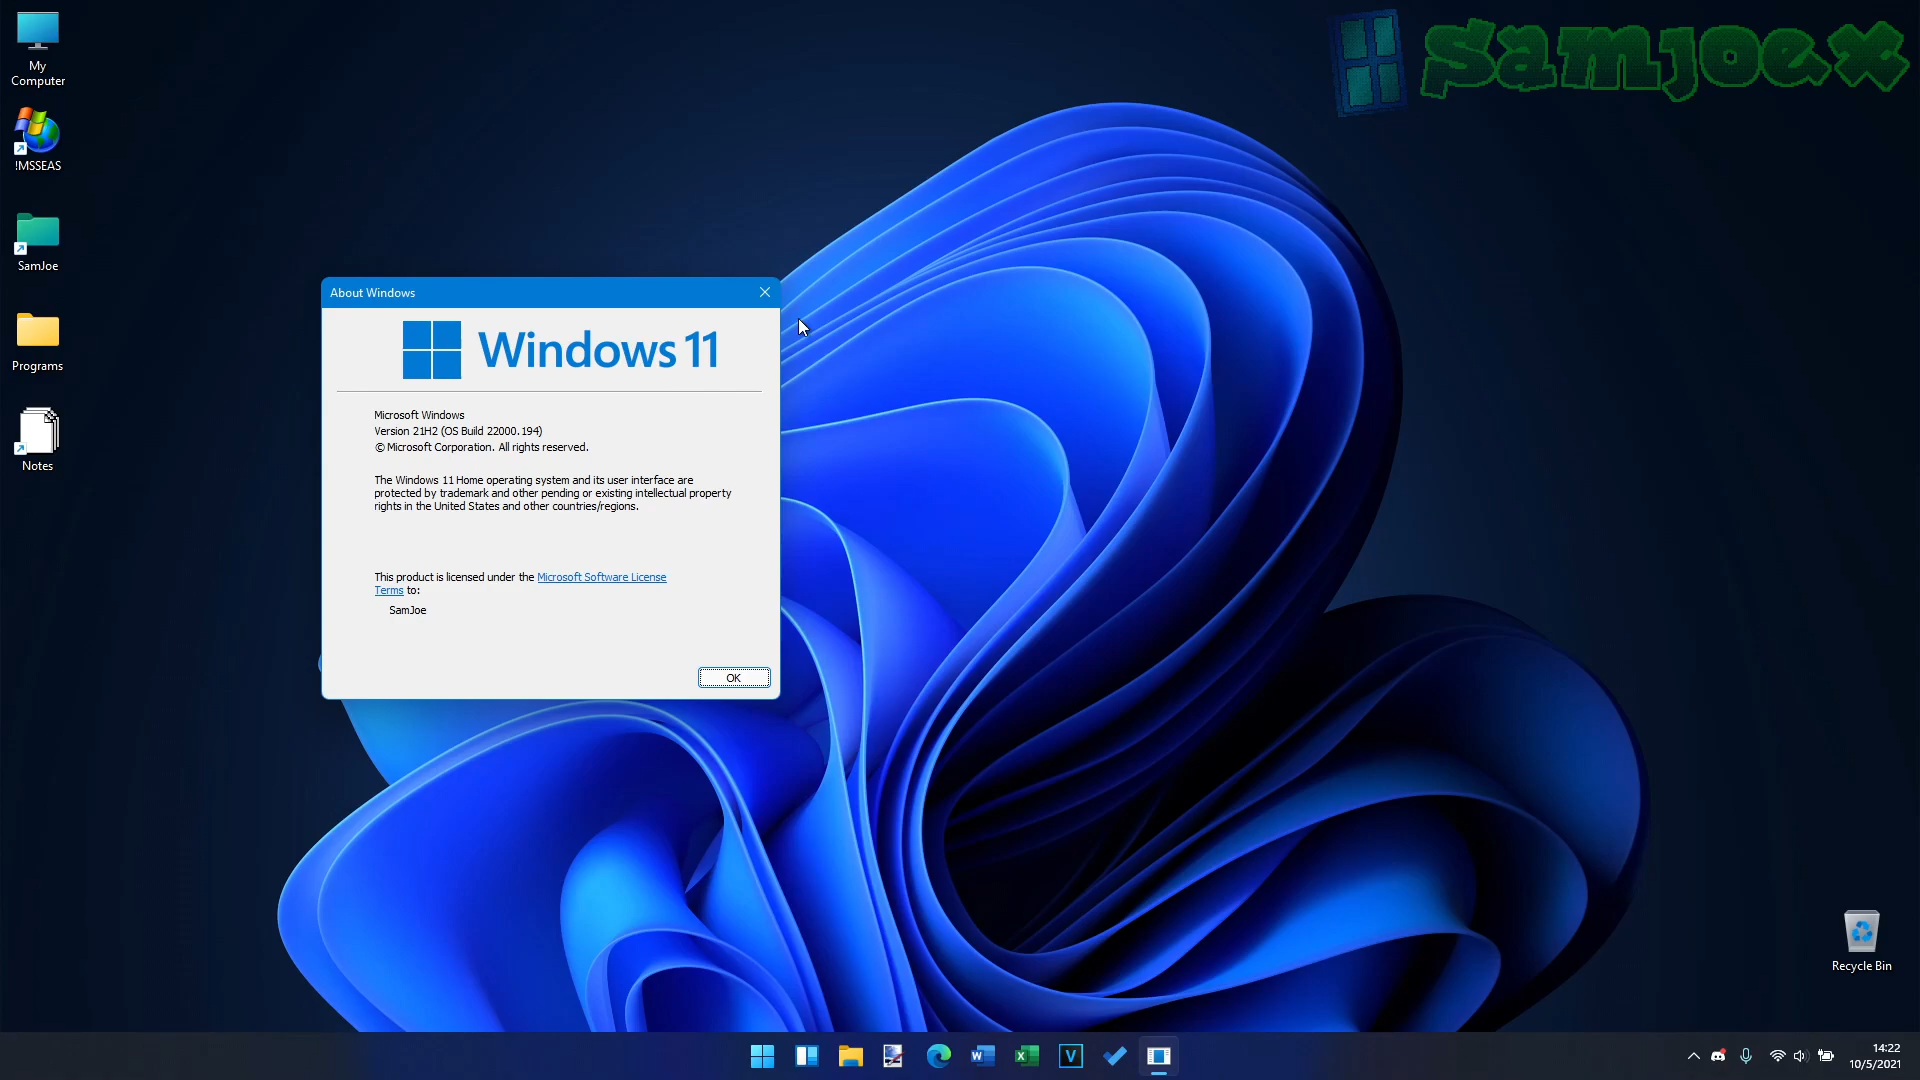 My
Computer
!MSSEAS
SamJoe
Programs
Notes
Samjoe.x
About Windows
Windows 11
Microsoft Windows
Version 21H2 (OS Build 22000.194)
© Microsoft Corporation. All rights reserved.
The Windows 11 Home operating system and its user interface are
protected by trademark and other pending or existing intellectual property
rights in the United States and other countries/regions.
This product is licensed under the Microsoft Software License
Terms to:
SamJoe
OK
Recycle Bin
W
X
V
14:22
10/5/2021